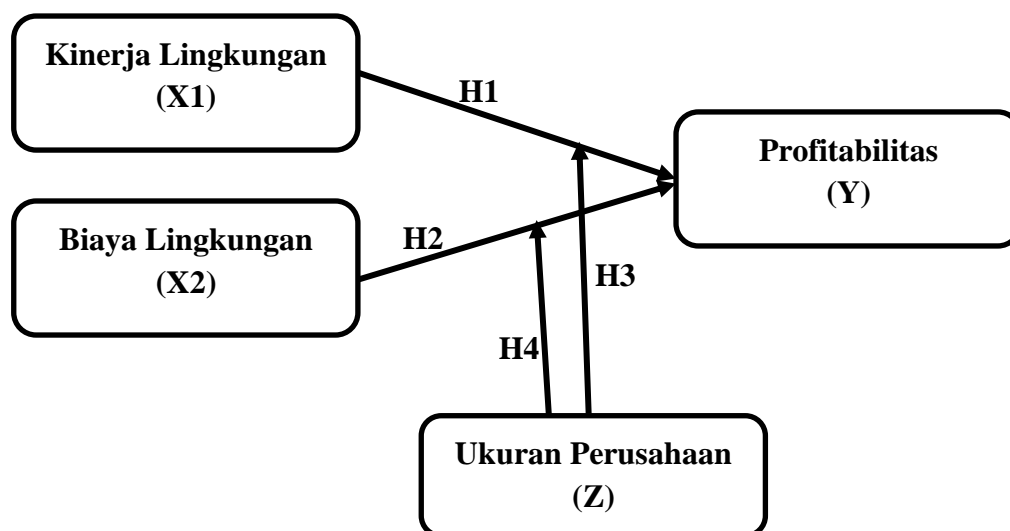 Kinerja Lingkungan
(X1)
H1
Profitabilitas
(Y)
Biaya Lingkungan
(X2)
H2
H3
H4
Ukuran Perusahaan
(Z)